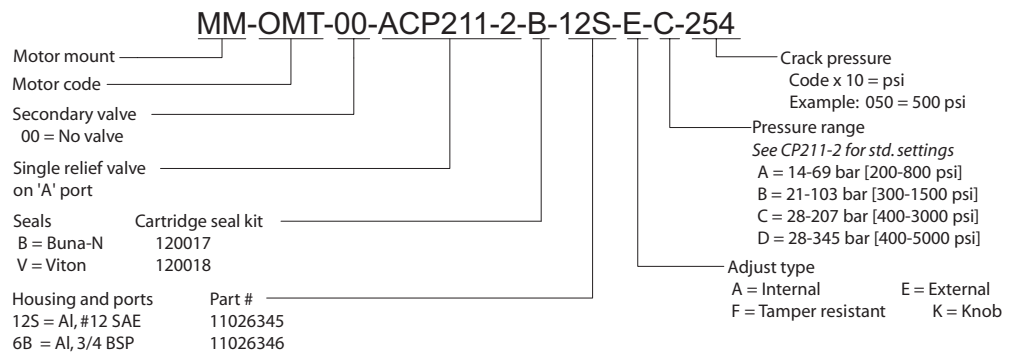 MM-OMT-00-ACP211-2-B-12S-E-C-254
Motor mount
Motor code
Secondary valve
00 = No valve
Single relief valve
on 'A' port
Seals Cartridge seal kit
B = Buna-N 120017
V = Viton 120018
Housing and ports Part #
12S = Al, #12 SAE 11026345
6B = Al, 3/4 BSP 11026346
Crack pressure
Code x 10 = psi
Example: 050 = 500 psi
Pressure range
See CP211-2 for std. settings
A = 14-69 bar [200-800 psi]
B = 21-103 bar [300-1500 psi]
C = 28-207 bar [400-3000 psi]
D = 28-345 bar [400-5000 psi]
Adjust type
A = Internal E = External
F = Tamper resistant K = Knob